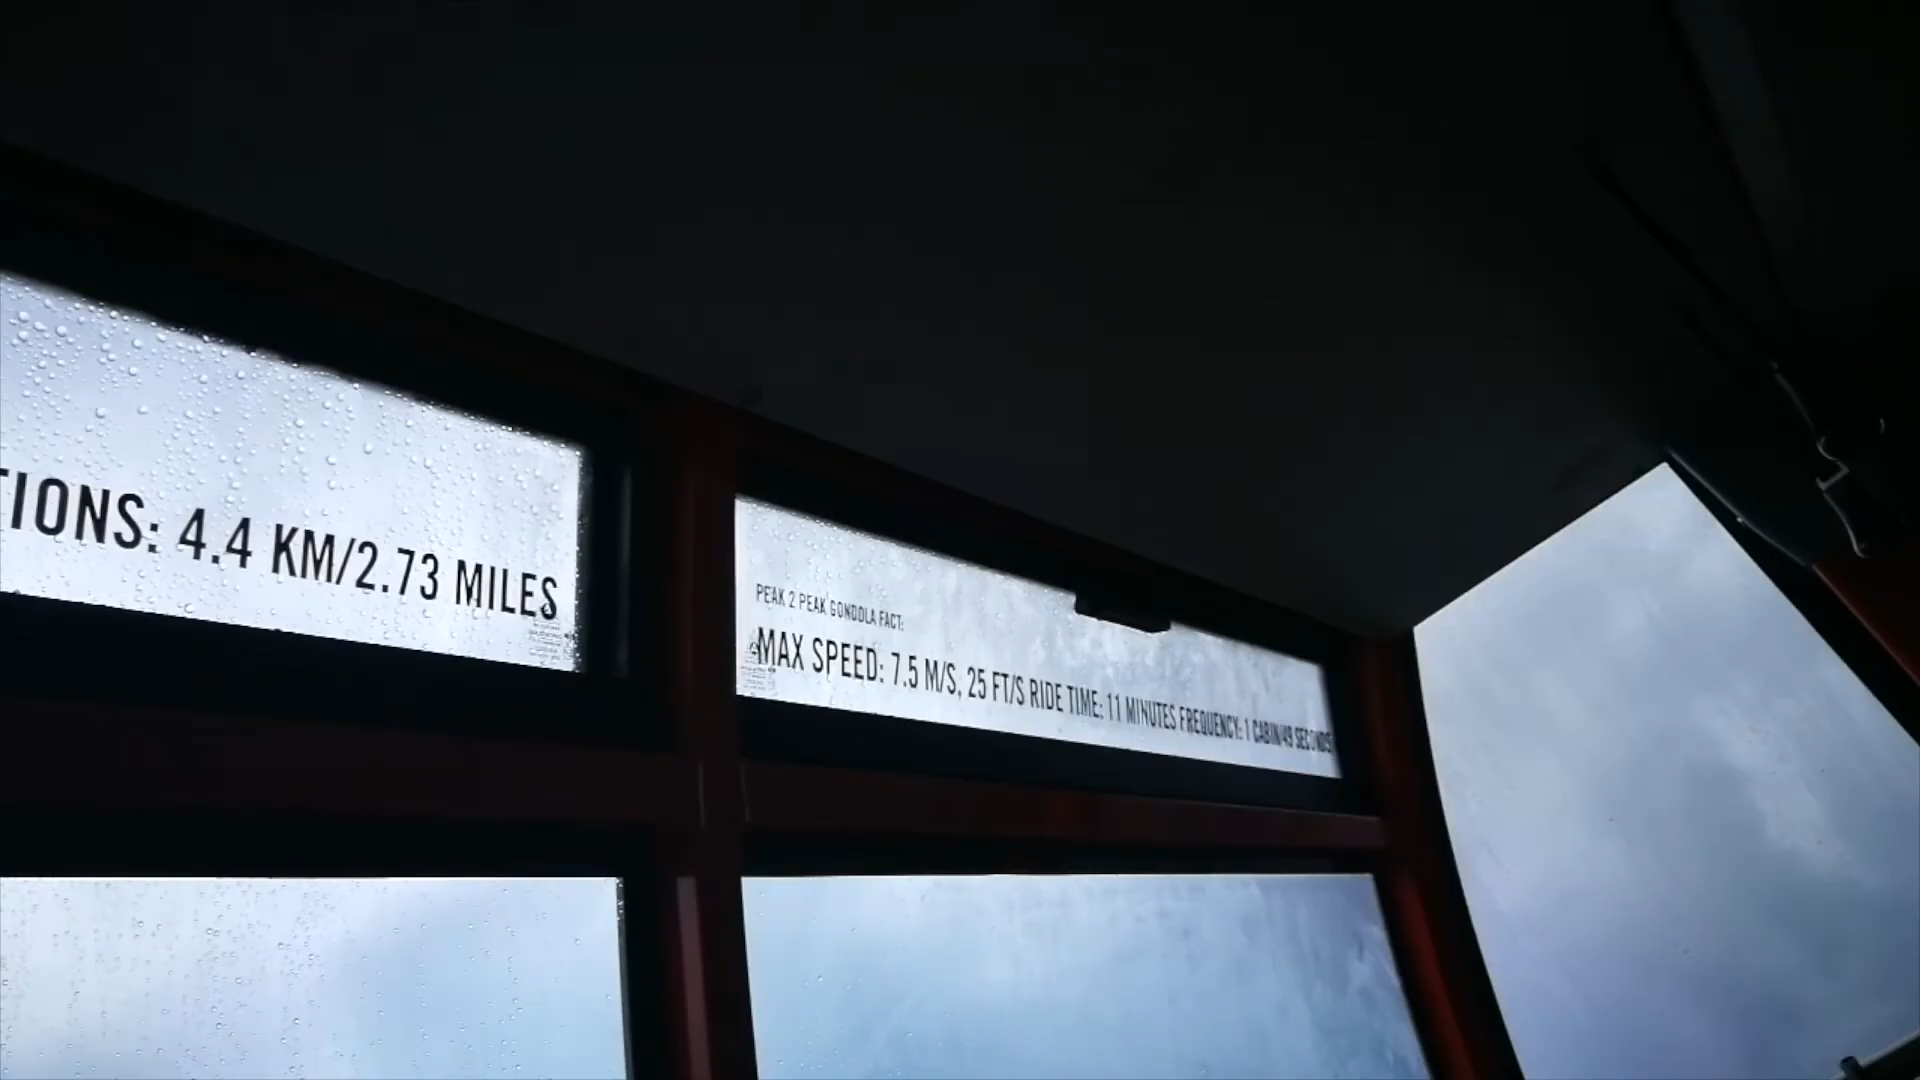 TIONS: 4.4 KM/2.73 MILES
PEAK 2 PEAK GONDOLA FACT:
MAX SPEED: 7.5 M/S, 25 FT/S RIDE TIME: 11 MINUTES FREQUENCY: 1 CABIN/49 SECONDS